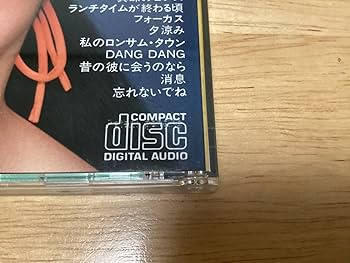 ランチタイムが終わる頃
フォーカス
夕涼み
私のロンサム・タウン
DANG DANG
昔の彼に会うのなら
消息
忘れないでね
COMPACT
disc
DIGITAL AUDIO